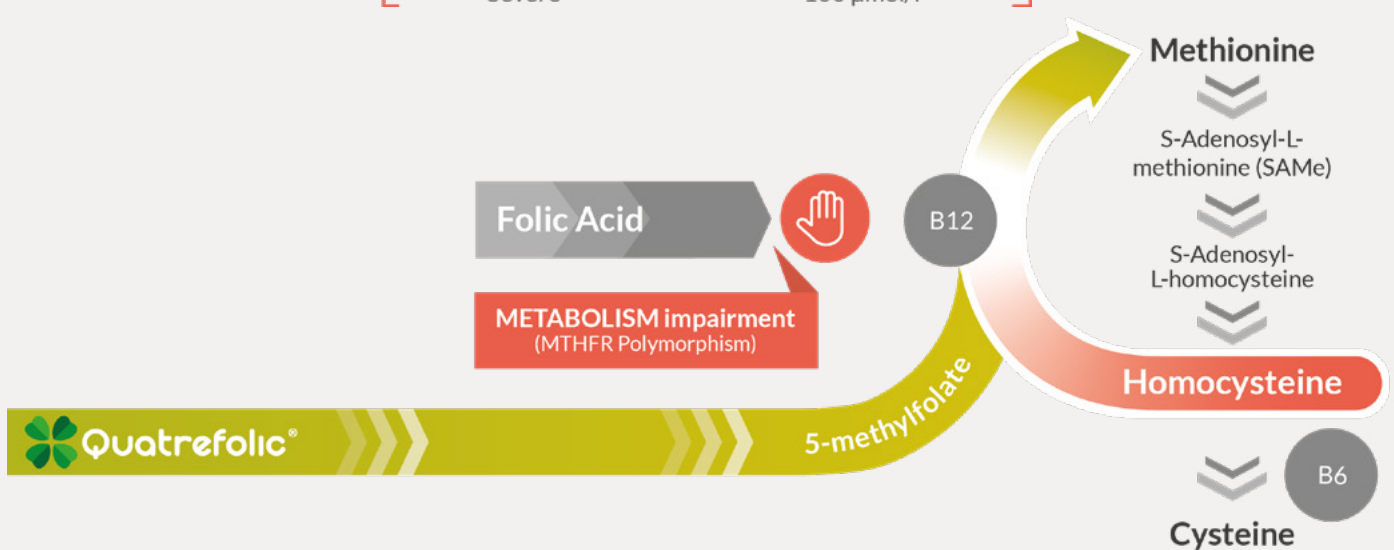 Methionine
S-Adenosyl-L-
methionine (SAMe)
Folic Acid
B12
S-Adenosyl-
L-homocysteine
METABOLISM impairment
(MTHFR Polymorphism)
Homocysteine
5-methylfolate
Quatrefolic®
B6
Cysteine